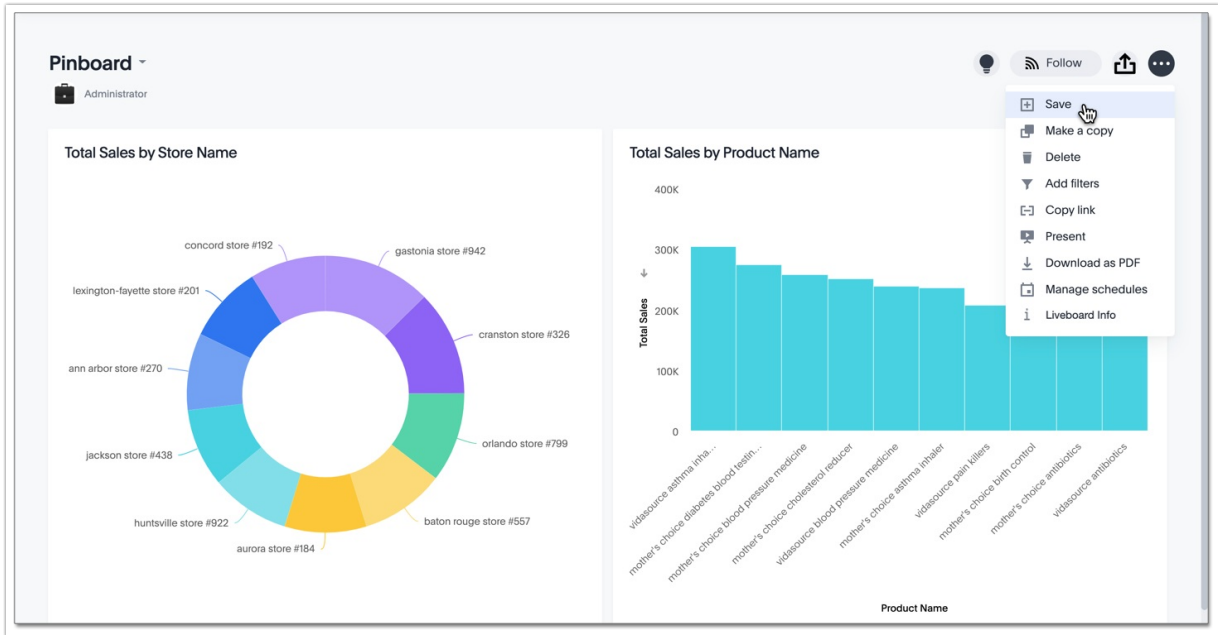 Pinboard
Follow
Administrator
Save
Make a copy
Delete
Add filters
Copy link
Present
Download as PDF
Manage schedules
Liveboard Info
Total Sales by Store Name
concord store #192
gastonia store #942
lexington-fayette store #201
cranston store #326
ann arbor store #270
orlando store #799
jackson store #438
baton rouge store #557
huntsville store #922
aurora store #184
Total Sales by Product Name
400K
300K
200K
100K
0
Total Sales
vidasource asthma inha...
mother's choice diabetes blood testin...
mother's choice blood pressure medicine
mother's choice cholesterol reducer
vidasource blood pressure medicine
mother's choice asthma inhaler
vidasource pain killers
mother's choice birth control
mother's choice antibiotics
vidasource antibiotics
Product Name